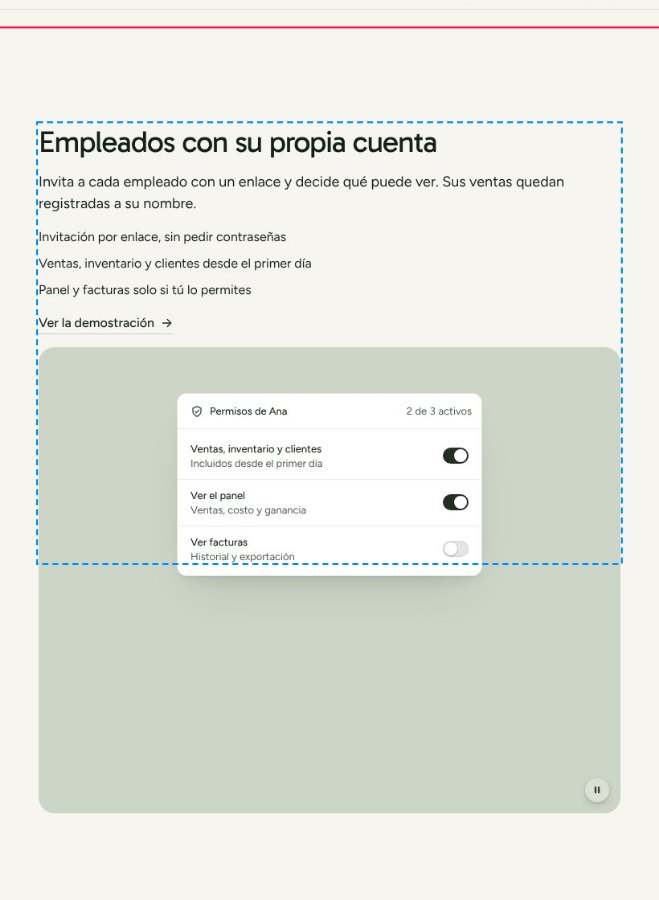 Empleados con su propia cuenta
Invita a cada empleado con un enlace y decide qué puede ver. Sus ventas quedan
registradas a su nombre.
Invitación por enlace, sin pedir contraseñas
Ventas, inventario y clientes desde el primer día
Panel y facturas solo si tú lo permites
Ver la demostración →
Permisos de Ana 2 de 3 activos
Ventas, inventario y clientes
Incluidos desde el primer día
Ver el panel
Ventas, costo y ganancia
Ver facturas
Historial y exportación